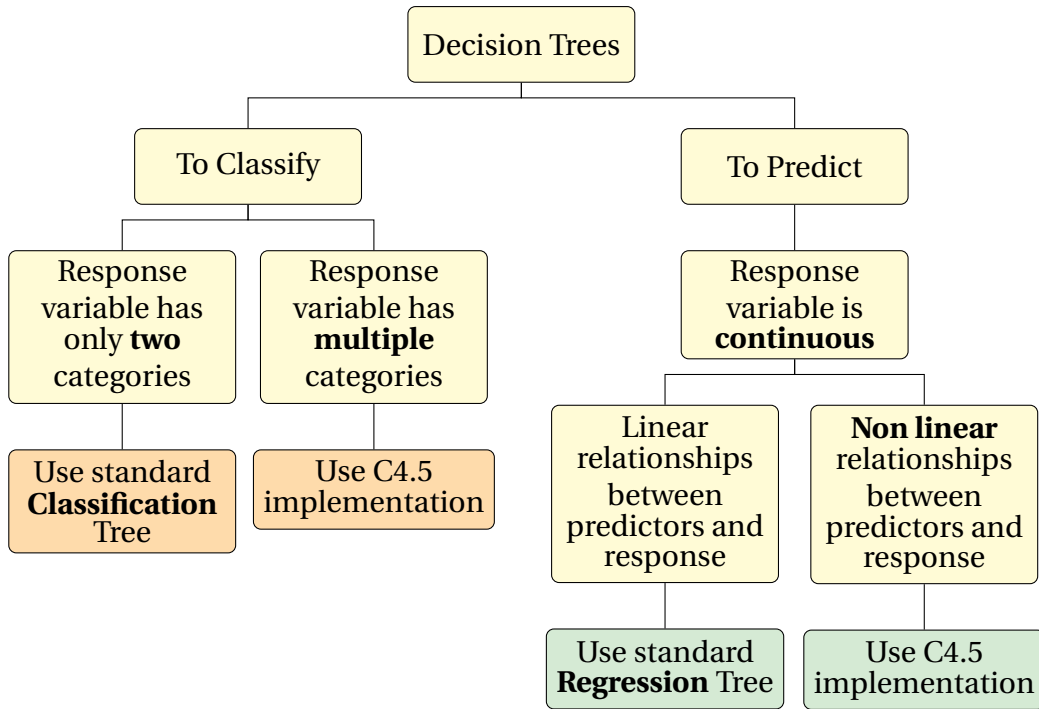 Decision Trees
To Classify
To Predict
Response
variable has
only two
categories
Response
variable has
multiple
categories
Response
variable is
continuous
Use standard
Classification
Tree
Use C4.5
implementation
Linear
relationships
between
predictors and
response
Non linear
relationships
between
predictors and
response
Use standard
Regression Tree
Use C4.5
implementation